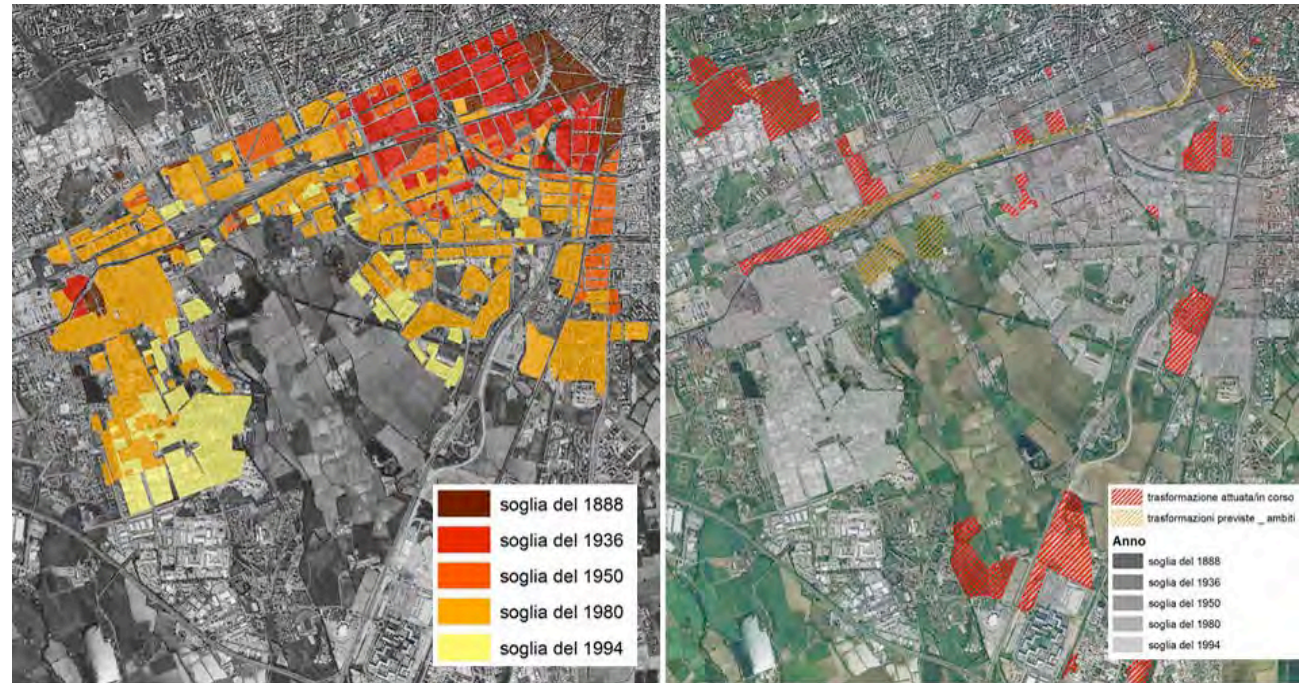 soglia del 1888
soglia del 1936
soglia del 1950
soglia del 1980
soglia del 1994
trasformazione attuata/in corso
trasformazioni previste _ ambiti
Anno
soglia del 1888
soglia del 1936
soglia del 1950
soglia del 1980
soglia del 1994